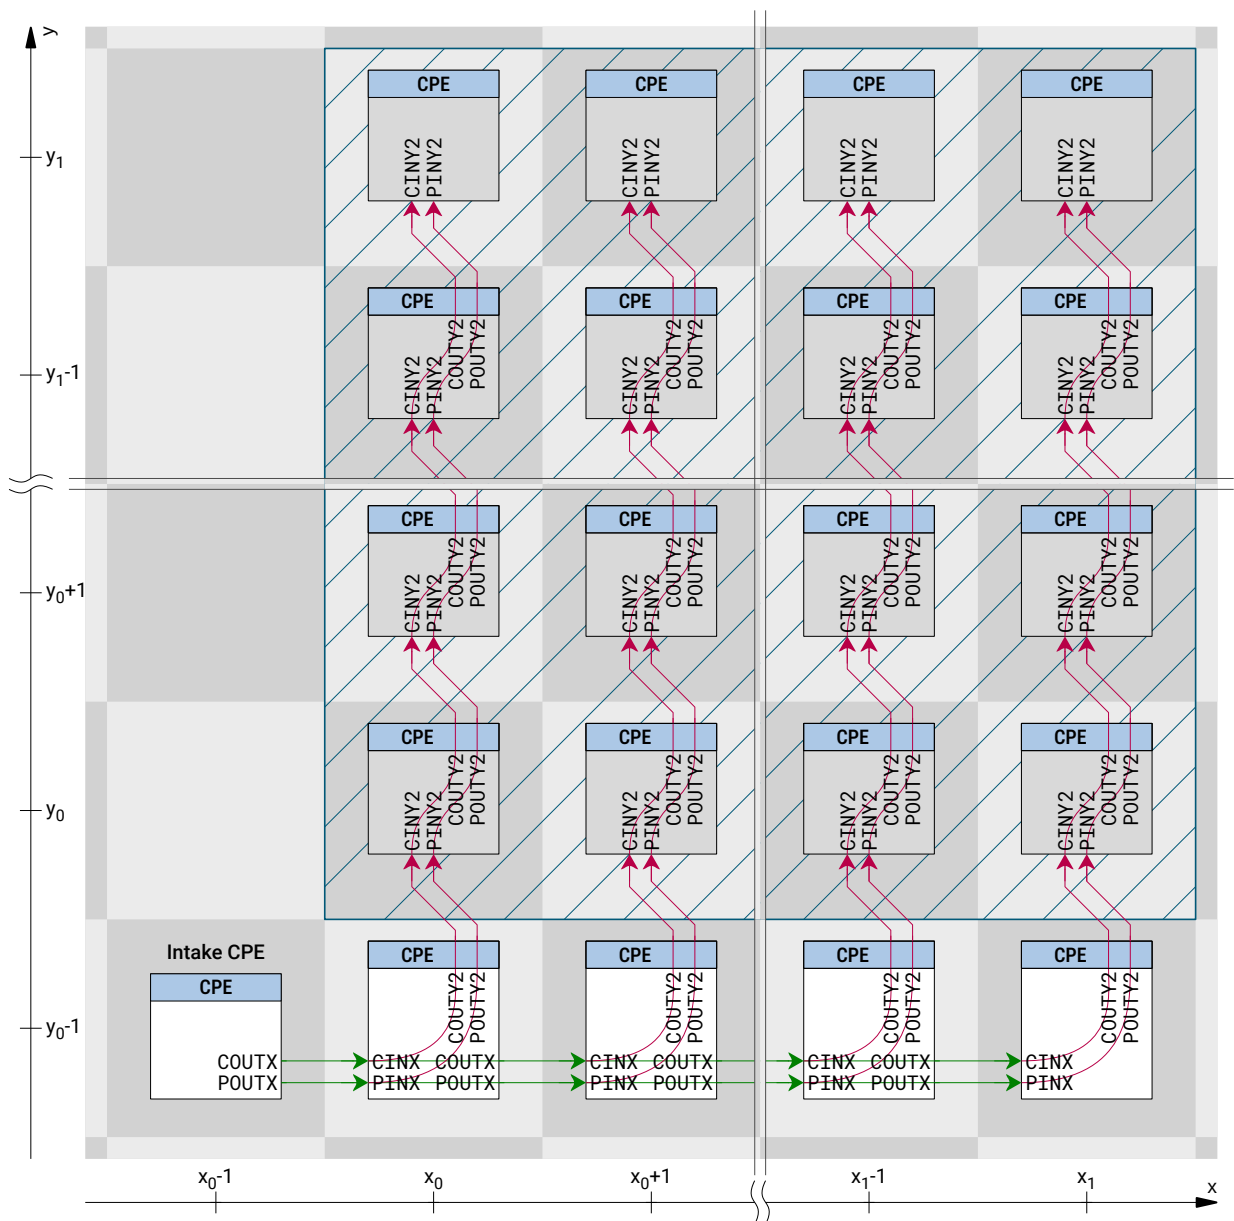 y
CPE CPE CPE CPE
CINY2 PINY2 CINY2 PINY2 CINY2 PINY2 CINY2 PINY2
y₁
CPE CPE CPE CPE
CINY2 PINY2 COUTY2 POUTY2 CINY2 PINY2 COUTY2 POUTY2 CINY2 PINY2 COUTY2 POUTY2 CINY2 PINY2 COUTY2 POUTY2
y₁-1
CPE CPE CPE CPE
CINY2 PINY2 COUTY2 POUTY2 CINY2 PINY2 COUTY2 POUTY2 CINY2 PINY2 COUTY2 POUTY2 CINY2 PINY2 COUTY2 POUTY2
y₀+1
CPE CPE CPE CPE
CINY2 PINY2 COUTY2 POUTY2 CINY2 PINY2 COUTY2 POUTY2 CINY2 PINY2 COUTY2 POUTY2 CINY2 PINY2 COUTY2 POUTY2
y₀
Intake CPE
CPE CPE CPE CPE CPE
COUTY2 POUTY2 COUTY2 POUTY2 COUTY2 POUTY2 COUTY2 POUTY2
y₀-1
COUTX CINX COUTX CINX COUTX CINX COUTX CINX
POUTX PINX POUTX PINX POUTX PINX POUTX PINX
x₀-1 x₀ x₀+1 x₁-1 x₁ x